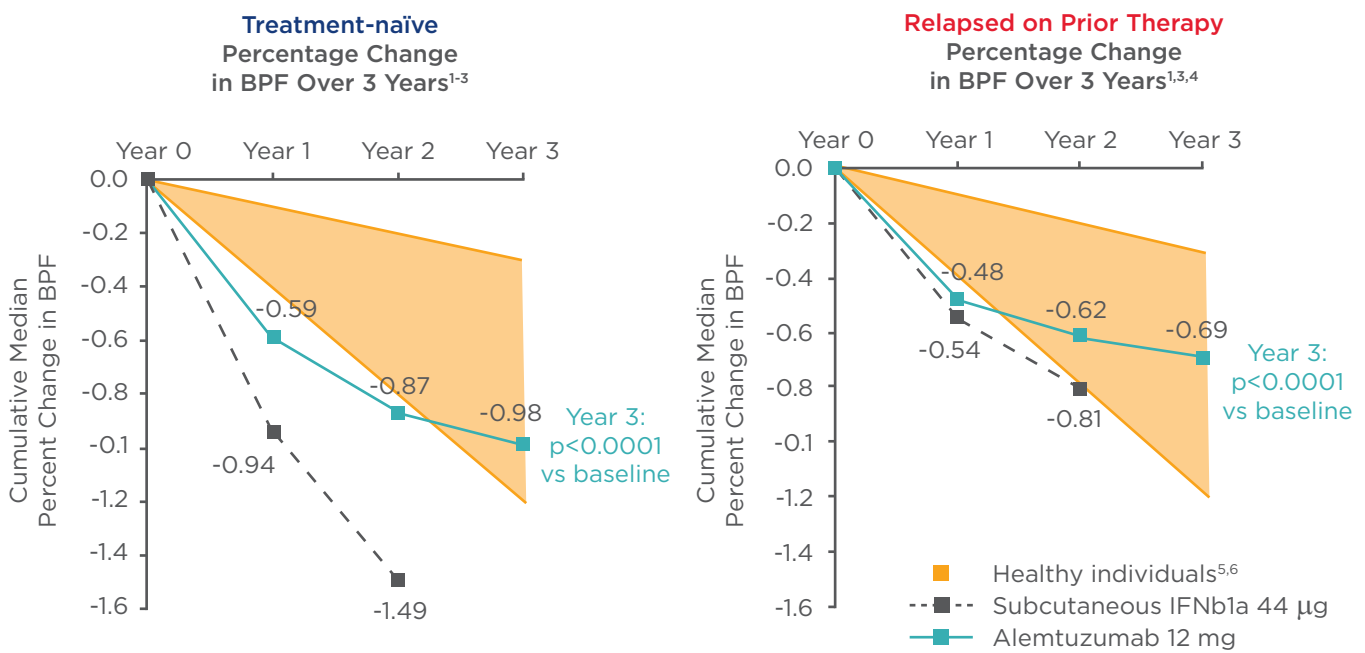 Treatment-naïve
Percentage Change
in BPF Over 3 Years1-3
Year 0 Year 1 Year 2 Year 3
Cumulative Median
Percent Change in BPF
0.0
-0.2
-0.4
-0.6
-0.8
-0.1
-1.2
-1.4
-1.6
-0.59
-0.87
-0.98
-0.94
-1.49
Year 3:
p<0.0001
vs baseline
Relapsed on Prior Therapy
Percentage Change
in BPF Over 3 Years1,3,4
Year 0 Year 1 Year 2 Year 3
Cumulative Median
Percent Change in BPF
0.0
-0.2
-0.4
-0.6
-0.8
-0.1
-1.2
-1.4
-1.6
-0.48
-0.62
-0.69
-0.54
-0.81
Year 3:
p<0.0001
vs baseline
Healthy individuals5,6
Subcutaneous IFNb1a 44 µg
Alemtuzumab 12 mg